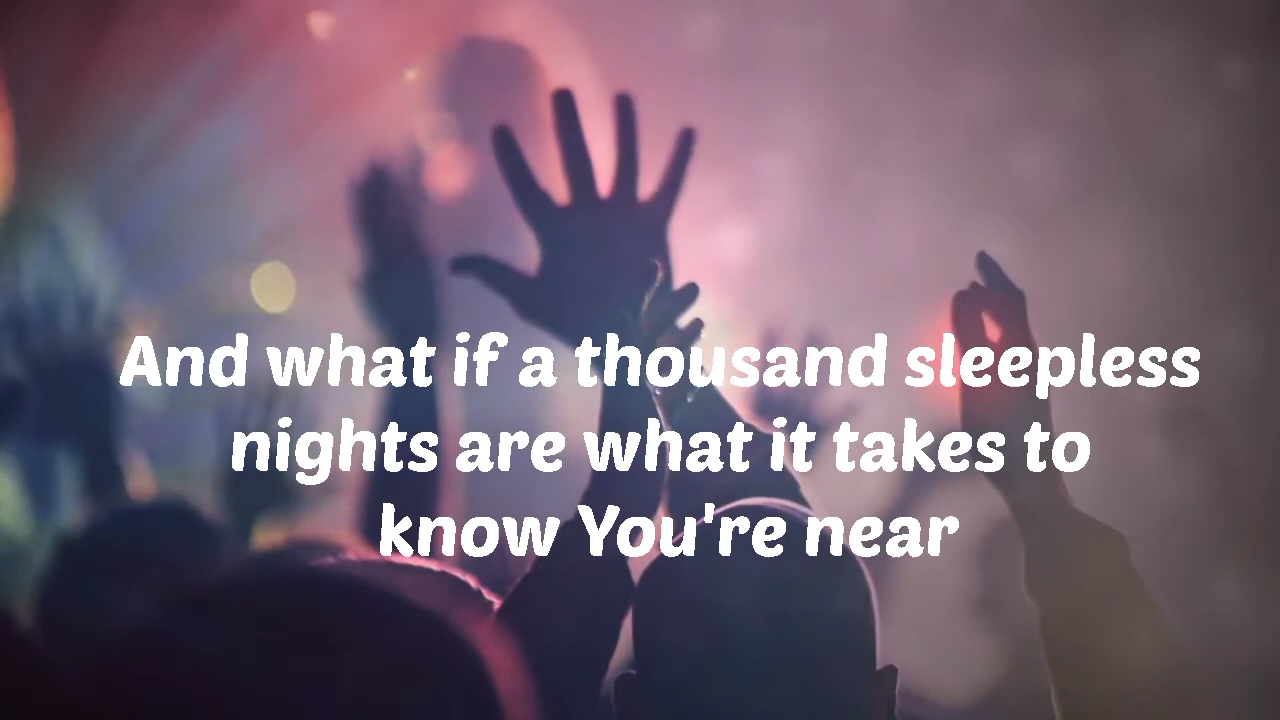 And what if a thousand sleepless
nights are what it takes to
know You're near